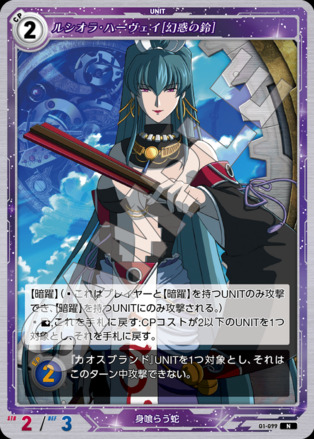 UNIT
CP
2
ルシオラ・ハーヴェイ[幻惑の鈴]
【暗躍】(・これはプレイヤーと【暗躍】を持つUNITのみ攻撃
でき、【暗躍】を持つUNITにのみ攻撃される。)
・これを手札に戻す:CPコストが2以下のUNITを1つ
対象とし、それを手札に戻す。
2
『カオスブランド』UNITを1つ対象とし、それは
このターン中攻撃できない。
身喰らう蛇
2 / 3
01-099 N